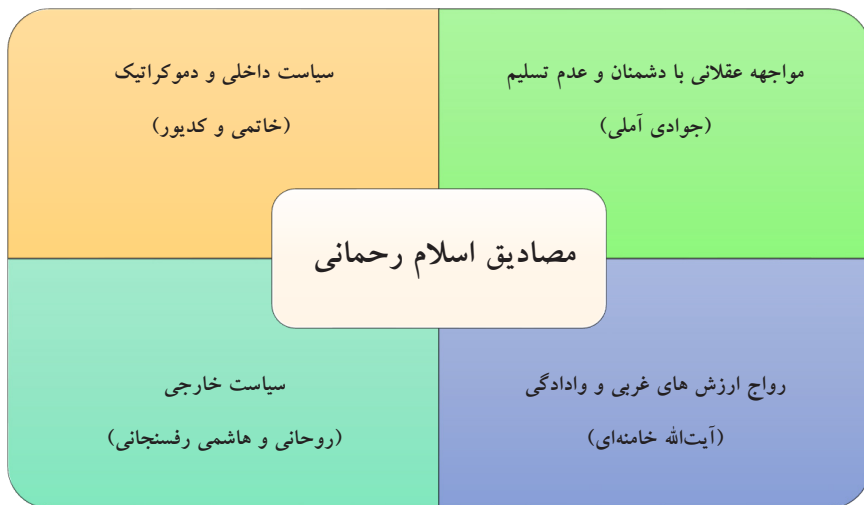 مواجهه عقلانی با دشمنان و عدم تسلیم
(جوادی آملی)
سیاست داخلی و دموکراتیک
(خاتمی و کدیور)
مصادیق اسلام رحمانی
رواج ارزش های غربی و وادادگی
(آیت‌الله خامنه‌ای)
سیاست خارجی
(روحانی و هاشمی رفسنجانی)